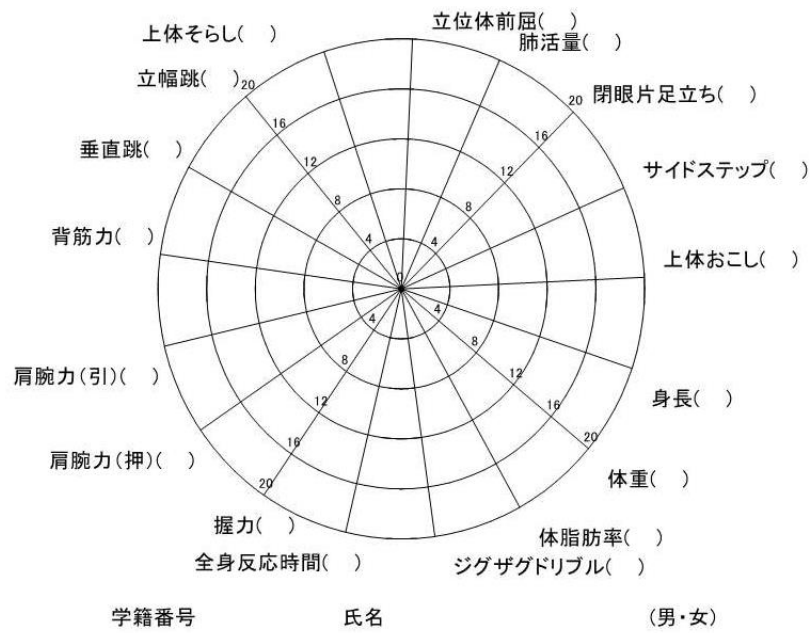 立位体前屈(　)
肺活量(　)
閉眼片足立ち(　)
サイドステップ(　)
上体おこし(　)
身長(　)
体重(　)
体脂肪率(　)
ジグザグドリブル(　)
全身反応時間(　)
握力(　)
肩腕力(押)(　)
肩腕力(引)(　)
背筋力(　)
垂直跳(　)
立幅跳(　)
上体そらし(　)
20
16
12
8
4
20
16
12
8
4
0
4
8
12
16
20
4
8
12
16
20
学籍番号　氏名　(男・女)